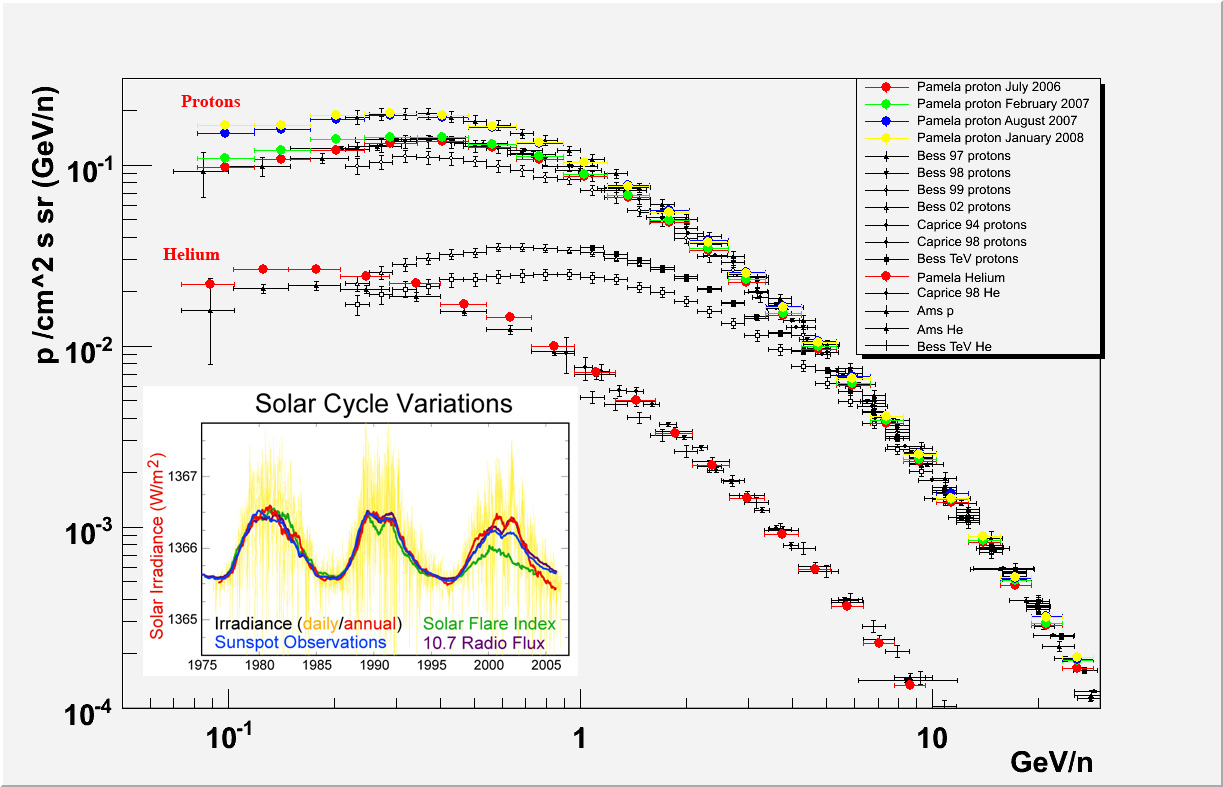 Protons
Helium
p /cm^2 s sr (GeV/n)
10-1
10-2
10-3
10-4
10-1
1
10
GeV/n
Pamela proton July 2006
Pamela proton February 2007
Pamela proton August 2007
Pamela proton January 2008
Bess 97 protons
Bess 98 protons
Bess 99 protons
Bess 02 protons
Caprice 94 protons
Caprice 98 protons
Bess TeV protons
Pamela Helium
Caprice 98 He
Ams p
Ams He
Bess TeV He
Solar Cycle Variations
Solar Irradiance (W/m2)
1367
1366
1365
Irradiance (daily/annual)
Solar Flare Index
Sunspot Observations
10.7 Radio Flux
1975 1980 1985 1990 1995 2000 2005